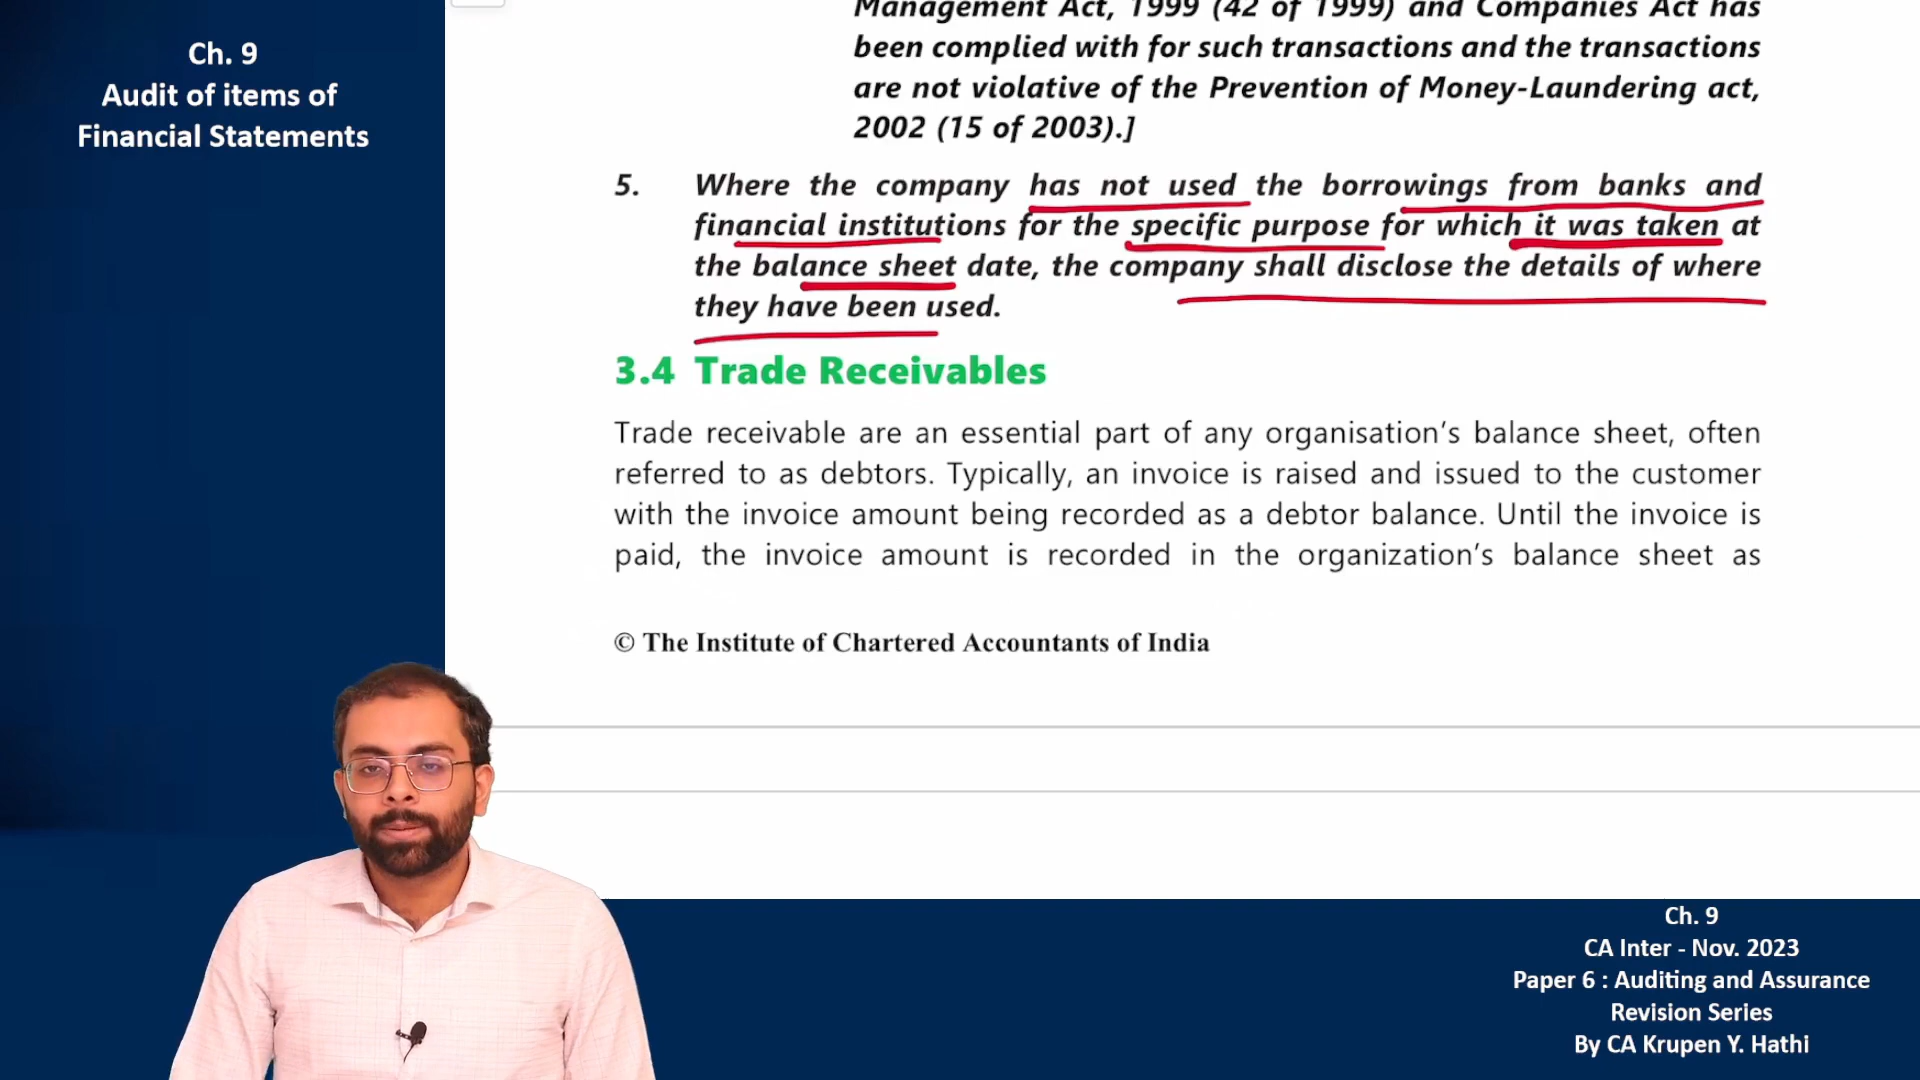 Ch. 9
Audit of items of
Financial Statements
Management Act, 1999 (42 of 1999) and Companies Act has
been complied with for such transactions and the transactions
are not violative of the Prevention of Money-Laundering act,
2002 (15 of 2003).]
5. Where the company has not used the borrowings from banks and
financial institutions for the specific purpose for which it was taken at
the balance sheet date, the company shall disclose the details of where
they have been used.
3.4 Trade Receivables
Trade receivable are an essential part of any organisation’s balance sheet, often
referred to as debtors. Typically, an invoice is raised and issued to the customer
with the invoice amount being recorded as a debtor balance. Until the invoice is
paid, the invoice amount is recorded in the organization’s balance sheet as
© The Institute of Chartered Accountants of India
Ch. 9
CA Inter - Nov. 2023
Paper 6 : Auditing and Assurance
Revision Series
By CA Krupen Y. Hathi